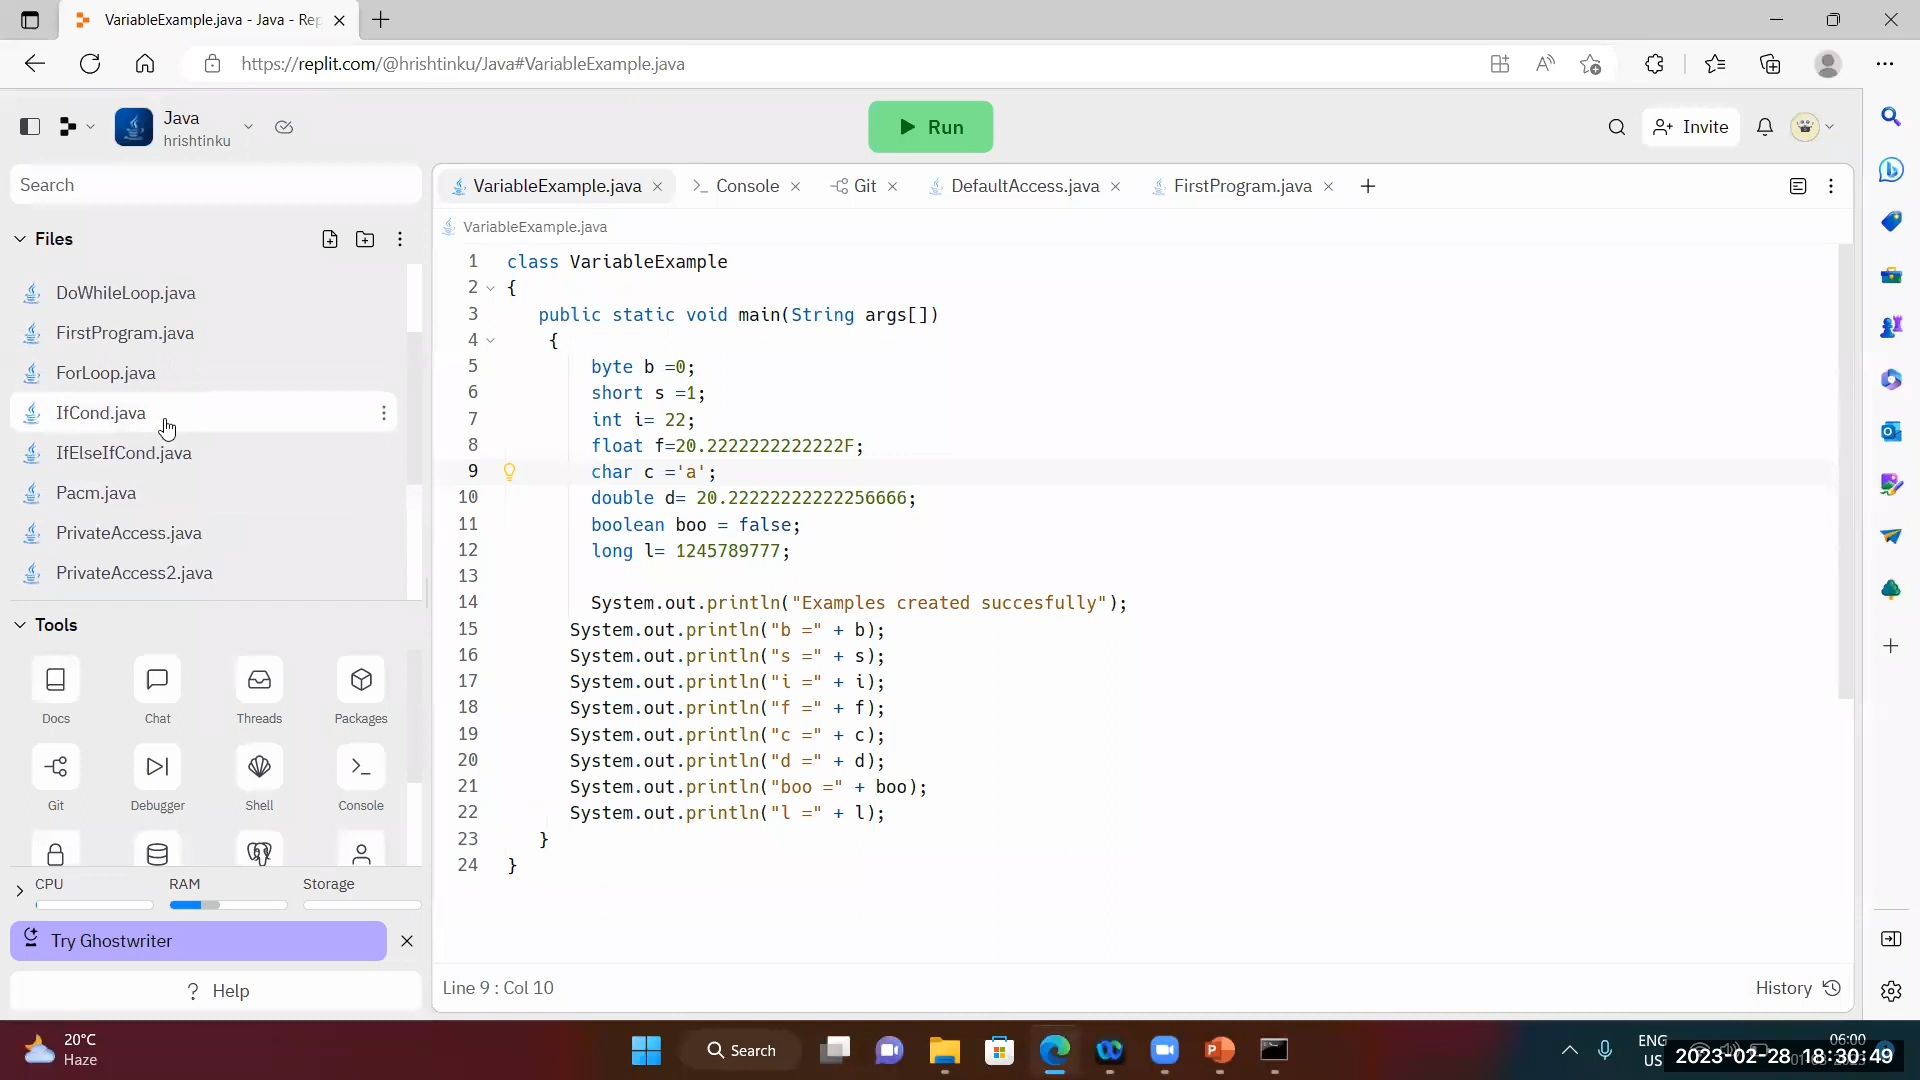 VariableExample.java - Java - Rep
https://replit.com/@hrishtinku/Java#VariableExample.java
Java
hrishtinku
Run
Invite
Search
Files
DoWhileLoop.java
FirstProgram.java
ForLoop.java
IfCond.java
IfElseIfCond.java
Pacm.java
PrivateAccess.java
PrivateAccess2.java
Tools
Docs Chat Threads Packages
Git Debugger Shell Console
CPU RAM Storage
Try Ghostwriter
? Help
VariableExample.java Console Git DefaultAccess.java FirstProgram.java
VariableExample.java
1 class VariableExample
2 {
3 public static void main(String args[])
4 {
5 byte b =0;
6 short s =1;
7 int i= 22;
8 float f=20.2222222222222F;
9 char c ='a';
10 double d= 20.22222222222256666;
11 boolean boo = false;
12 long l= 1245789777;
13
14 System.out.println("Examples created succesfully");
15 System.out.println("b =" + b);
16 System.out.println("s =" + s);
17 System.out.println("i =" + i);
18 System.out.println("f =" + f);
19 System.out.println("c =" + c);
20 System.out.println("d =" + d);
21 System.out.println("boo =" + boo);
22 System.out.println("l =" + l);
23 }
24 }
Line 9 : Col 10
History
20°C
Haze
Search
ENG
US
06:00
2023-02-28 18:30:49